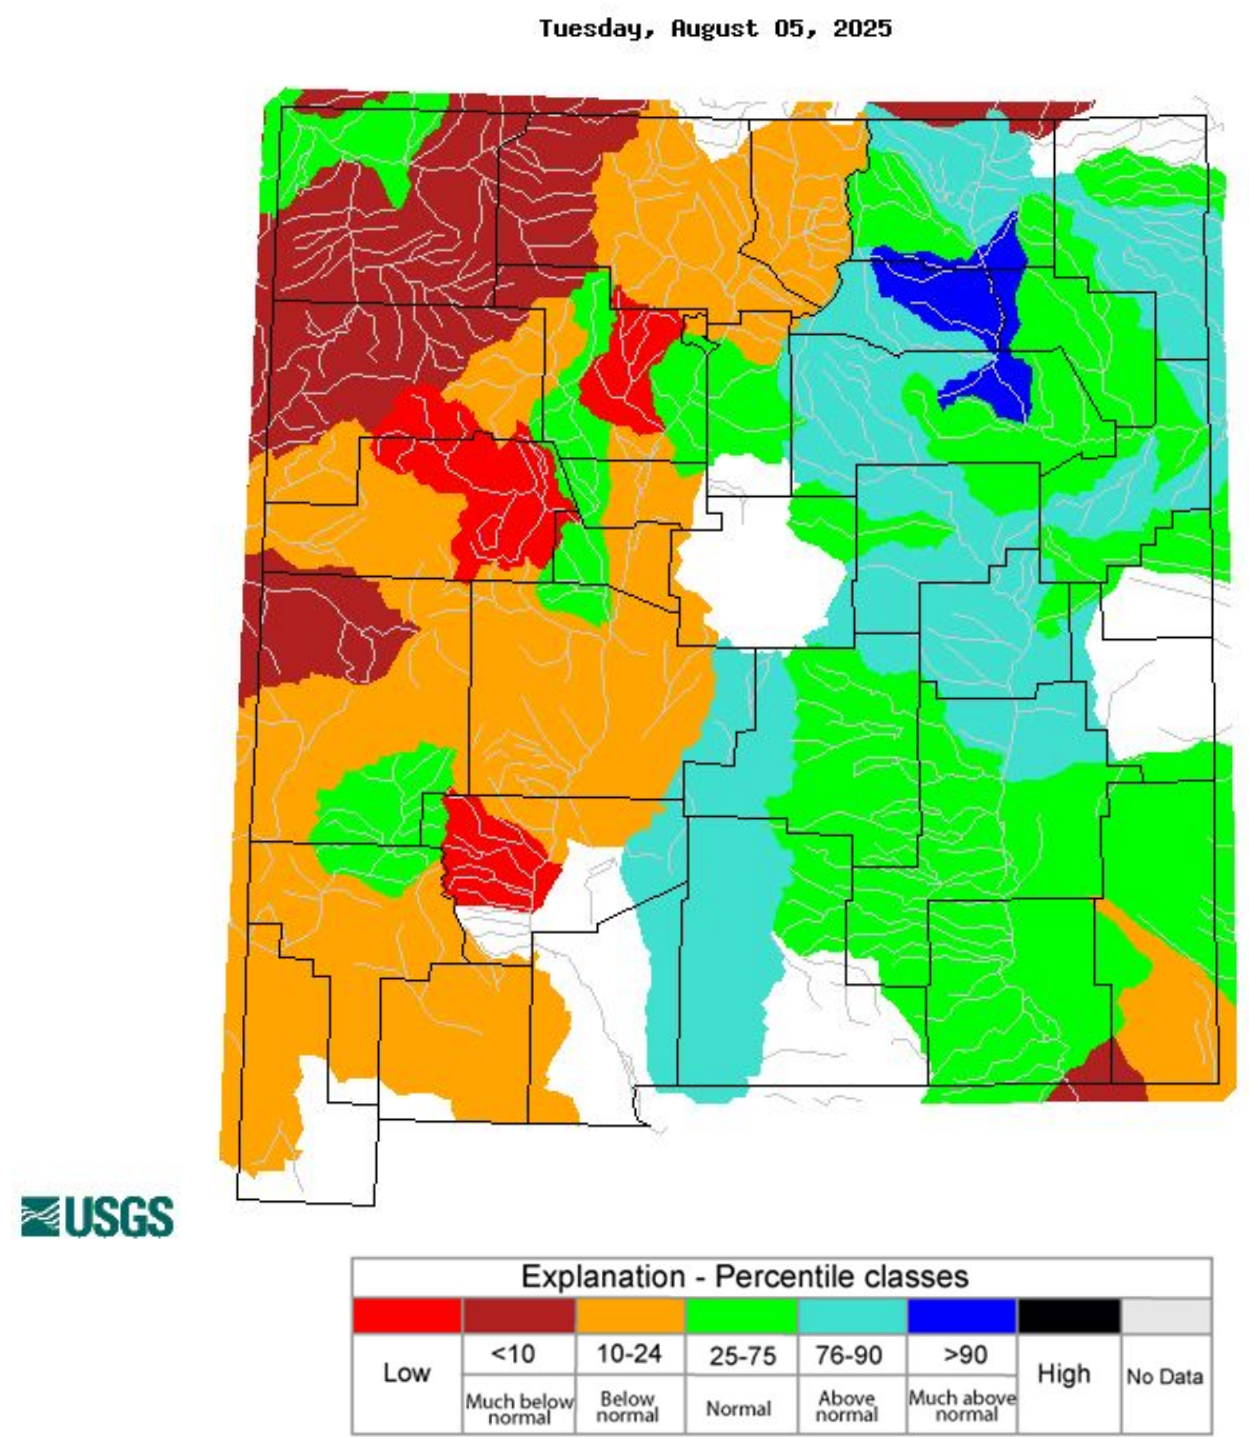 Tuesday, August 05, 2025
USGS
Explanation - Percentile classes
Low
<10
10-24
25-75
76-90
>90
High
No Data
Much below
normal
Below
normal
Normal
Above
normal
Much above
normal